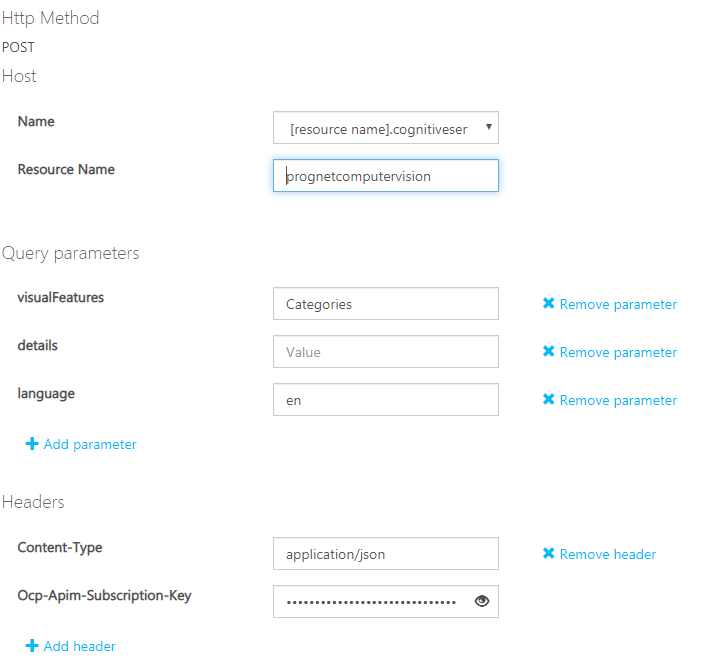 Http Method
POST
Host
Name
[resource name].cognitiveser
Resource Name
prognetcomputervision
Query parameters
visualFeatures
Categories
Remove parameter
details
Value
Remove parameter
language
en
Remove parameter
Add parameter
Headers
Content-Type
application/json
Remove header
Ocp-Apim-Subscription-Key
•••••••••••••••••••••••••••••
Add header